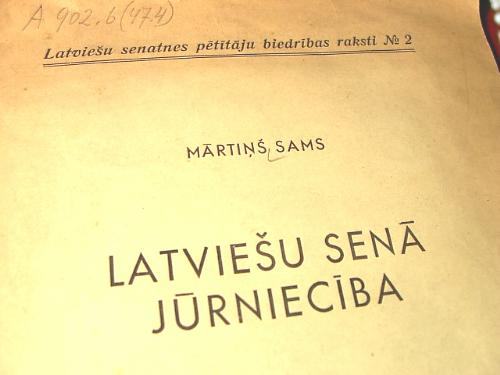 A 902.6 (474)
Latviešu senatnes pētītāju biedrības raksti № 2
MĀRTIŅŠ SAMS
LATVIEŠU SENĀ
JŪRNIECĪBA